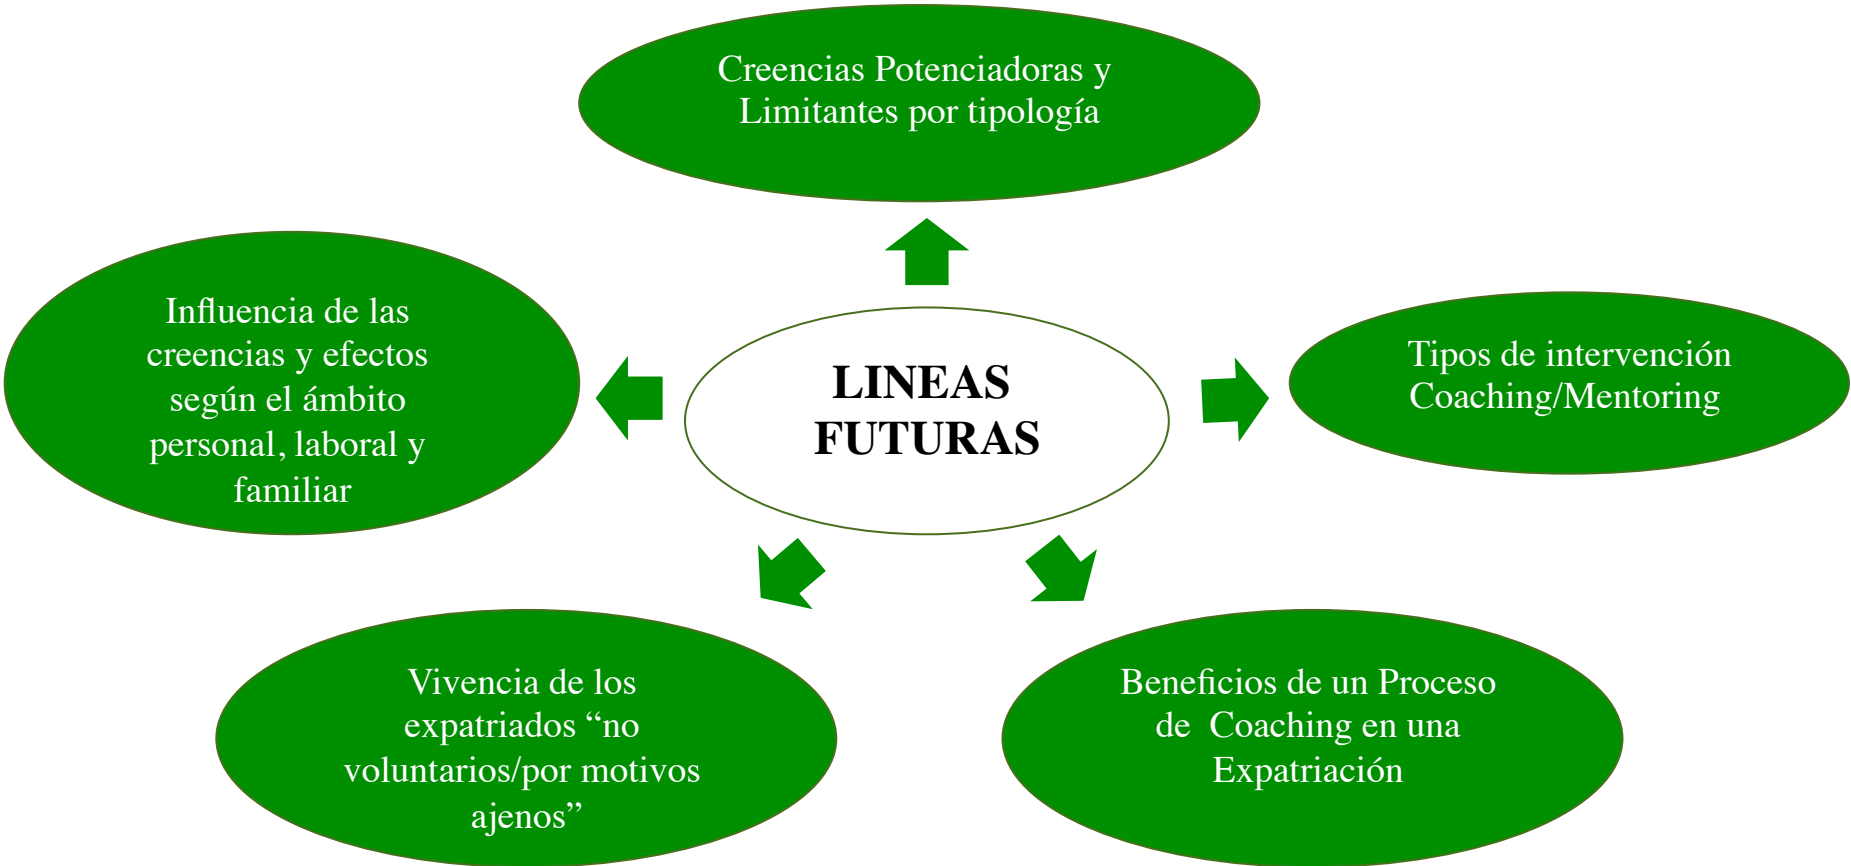 Creencias Potenciadoras y
Limitantes por tipología
Influencia de las
creencias y efectos
según el ámbito
personal, laboral y
familiar
LINEAS
FUTURAS
Tipos de intervención
Coaching/Mentoring
Vivencia de los
expatriados “no
voluntarios/por motivos
ajenos”
Beneficios de un Proceso
de Coaching en una
Expatriación